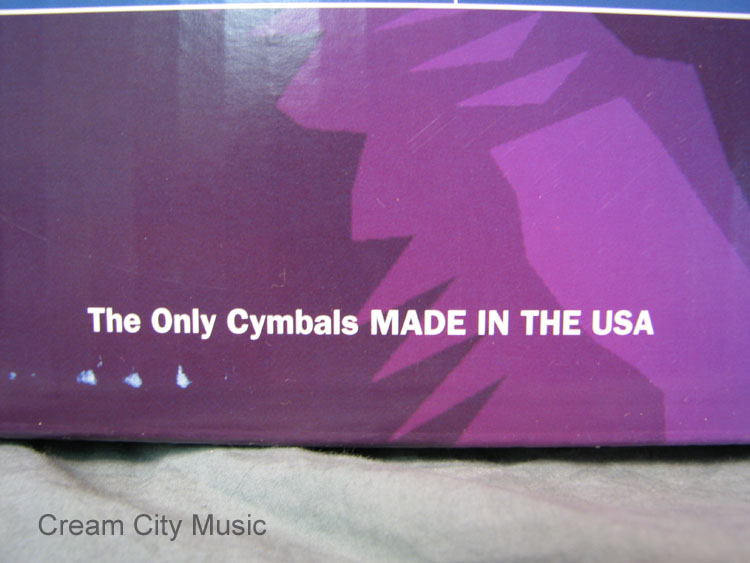 The Only Cymbals MADE IN THE USA
Cream City Music